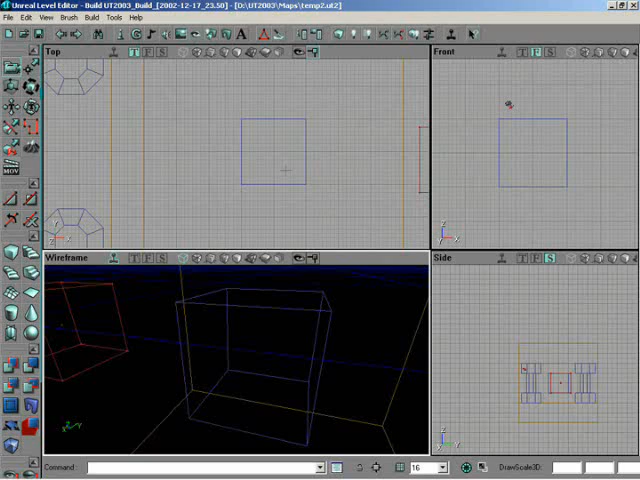 Unreal Level Editor - Build UT2003_Build_[2002-12-17_23.50] - [D:\UT2003\Maps\temp2.ut2]
File Edit View Brush Build Tools Help
Top T F S
Front T F S
MOV
Y X
Z X
Wireframe T F S
Side T F S
X Z Y
Z Y
Command : 16 DrawScale3D: